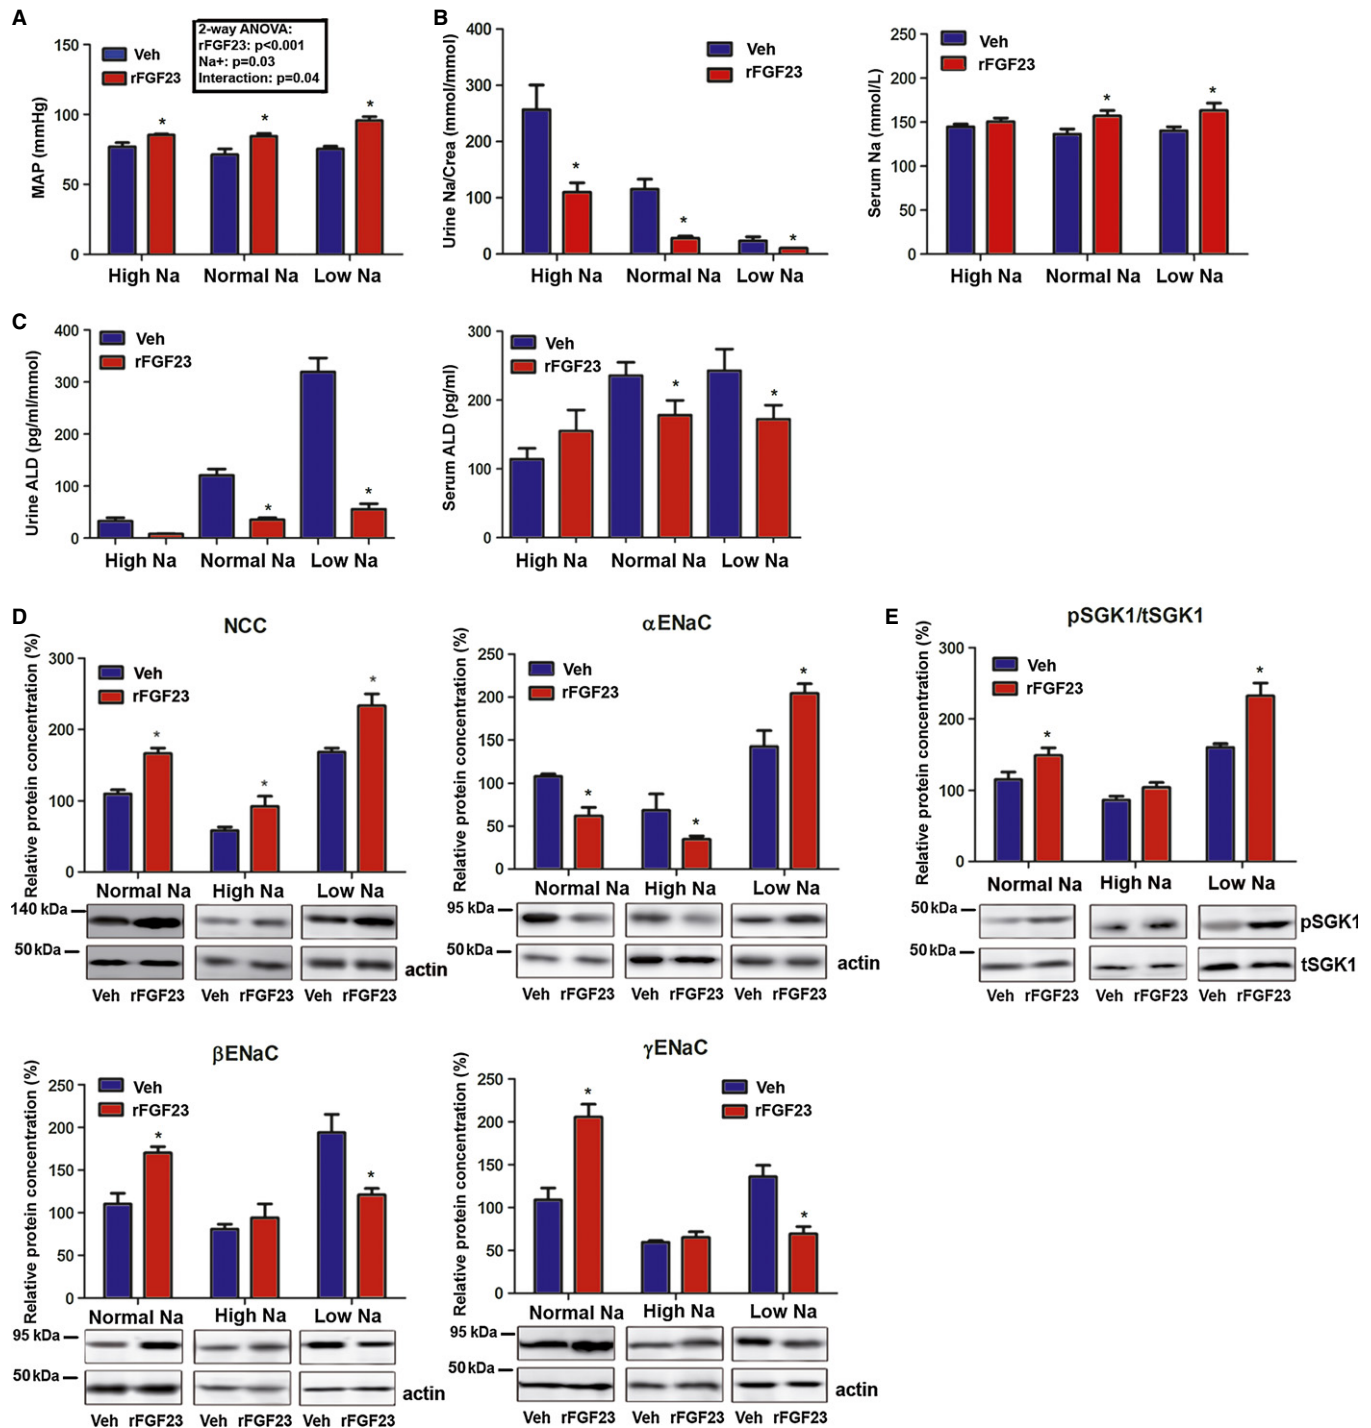 A
2-way ANOVA:
rFGF23: p<0.001
Na+: p=0.03
Interaction: p=0.04
Veh
rFGF23
MAP (mmHg)
150
100
50
0
* * *
High Na Normal Na Low Na
B
Urine Na/Crea (mmol/mmol)
400
300
200
100
0
Veh
rFGF23
* * *
High Na Normal Na Low Na
Serum Na (mmol/L)
250
200
150
100
50
0
Veh
rFGF23
* *
High Na Normal Na Low Na
C
Urine ALD (pg/ml/mmol)
400
300
200
100
0
Veh
rFGF23
* *
High Na Normal Na Low Na
Serum ALD (pg/ml)
300
200
100
0
Veh
rFGF23
* *
High Na Normal Na Low Na
D
NCC
Relative protein concentration (%)
300
200
100
0
Veh
rFGF23
* * *
Normal Na High Na Low Na
140 kDa
50 kDa
actin
Veh rFGF23 Veh rFGF23 Veh rFGF23
αENaC
Relative protein concentration (%)
250
200
150
100
50
0
Veh
rFGF23
* * *
Normal Na High Na Low Na
95 kDa
50 kDa
actin
Veh rFGF23 Veh rFGF23 Veh rFGF23
E
pSGK1/tSGK1
Relative protein concentration (%)
300
200
100
0
Veh
rFGF23
* *
Normal Na High Na Low Na
50 kDa
pSGK1
tSGK1
Veh rFGF23 Veh rFGF23 Veh rFGF23
βENaC
Relative protein concentration (%)
250
200
150
100
50
0
Veh
rFGF23
* *
Normal Na High Na Low Na
95 kDa
50 kDa
actin
Veh rFGF23 Veh rFGF23 Veh rFGF23
γENaC
Relative protein concentration (%)
250
200
150
100
50
0
Veh
rFGF23
* *
Normal Na High Na Low Na
95 kDa
50 kDa
actin
Veh rFGF23 Veh rFGF23 Veh rFGF23